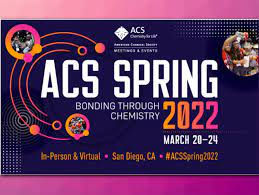 ACS
Chemistry for Life®
AMERICAN CHEMICAL SOCIETY
MEETINGS & EVENTS
ACS SPRING
BONDING THROUGH
CHEMISTRY
2022
MARCH 20-24
In-Person & Virtual • San Diego, CA • #ACSSpring2022